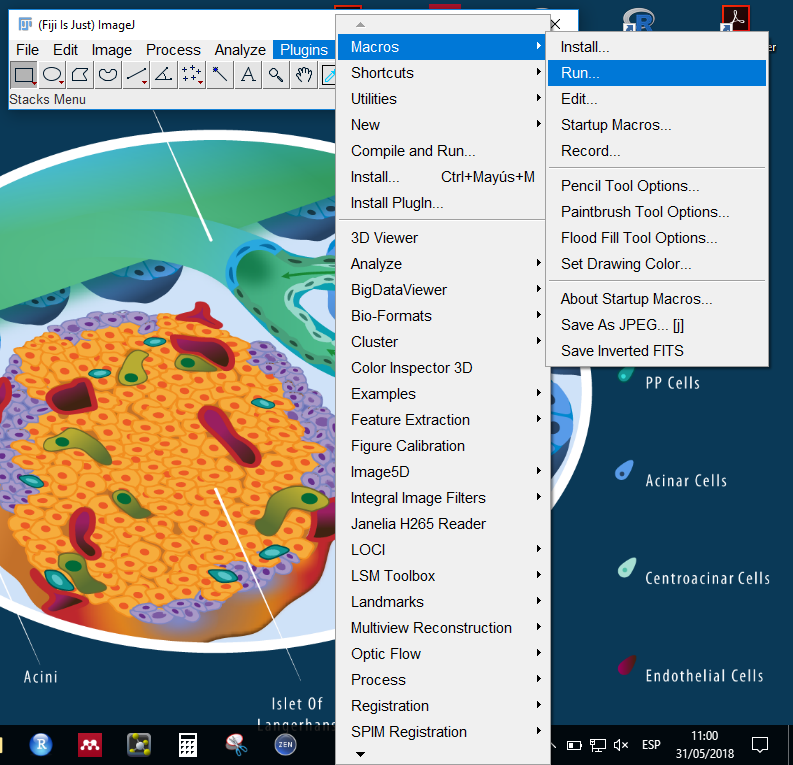 (Fiji Is Just) ImageJ
File Edit Image Process Analyze Plugins
Stacks Menu
Macros
Shortcuts
Utilities
New
Compile and Run...
Install... Ctrl+Mayús+M
Install PlugIn...
3D Viewer
Analyze
BigDataViewer
Bio-Formats
Cluster
Color Inspector 3D
Examples
Feature Extraction
Figure Calibration
Image5D
Integral Image Filters
Janelia H265 Reader
LOCI
LSM Toolbox
Landmarks
Multiview Reconstruction
Optic Flow
Process
Registration
SPIM Registration
Install...
Run...
Edit...
Startup Macros...
Record...
Pencil Tool Options...
Paintbrush Tool Options...
Flood Fill Tool Options...
Set Drawing Color...
About Startup Macros...
Save As JPEG... [j]
Save Inverted FITS
PP Cells
Acinar Cells
Centroacinar Cells
Endothelial Cells
Acini
Islet Of
Langerhans
R
A
R
ZEN
ESP
11:00
31/05/2018